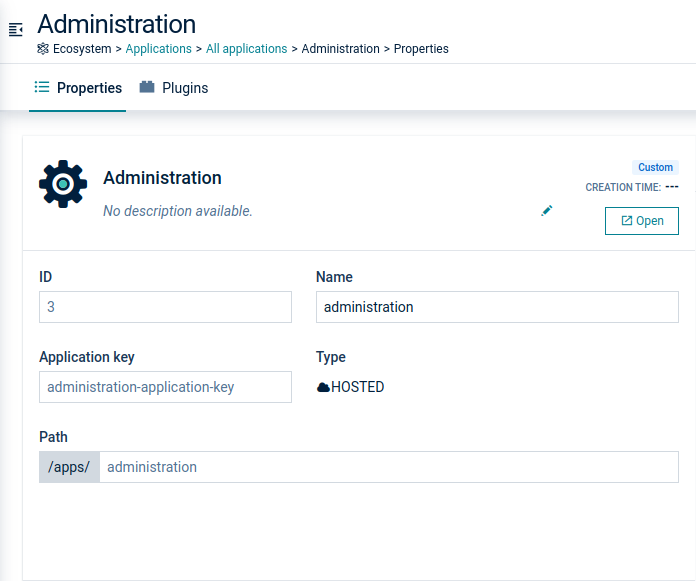 Administration
Ecosystem > Applications > All applications > Administration > Properties
Properties Plugins
Custom
Administration
CREATION TIME: ---
No description available.
Open
ID Name
3 administration
Application key Type
administration-application-key HOSTED
Path
/apps/ administration